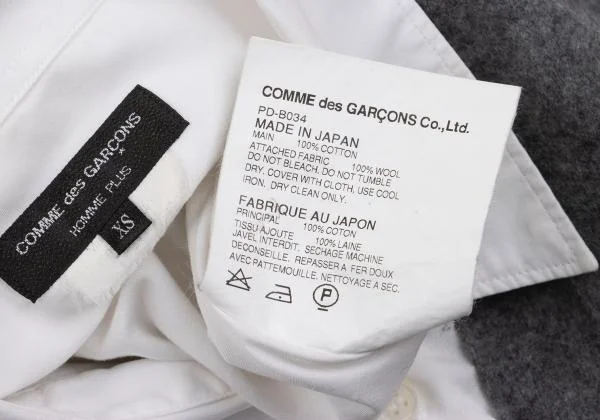 COMME des GARÇONS
HOMME PLUS
XS
COMME des GARÇONS Co.,Ltd.
PD-B034
MADE IN JAPAN
MAIN 100% COTTON
ATTACHED FABRIC 100% WOOL
DO NOT BLEACH. DO NOT TUMBLE
DRY. COVER WITH CLOTH. USE COOL
IRON. DRY CLEAN ONLY.
FABRIQUE AU JAPON
PRINCIPAL 100% COTON
TISSU AJOUTE 100% LAINE
JAVEL INTERDIT, SECHAGE MACHINE
DECONSEILLE. REPASSER A FER DOUX
AVEC PATTEMOUILLE. NETTOYAGE A SEC.
P